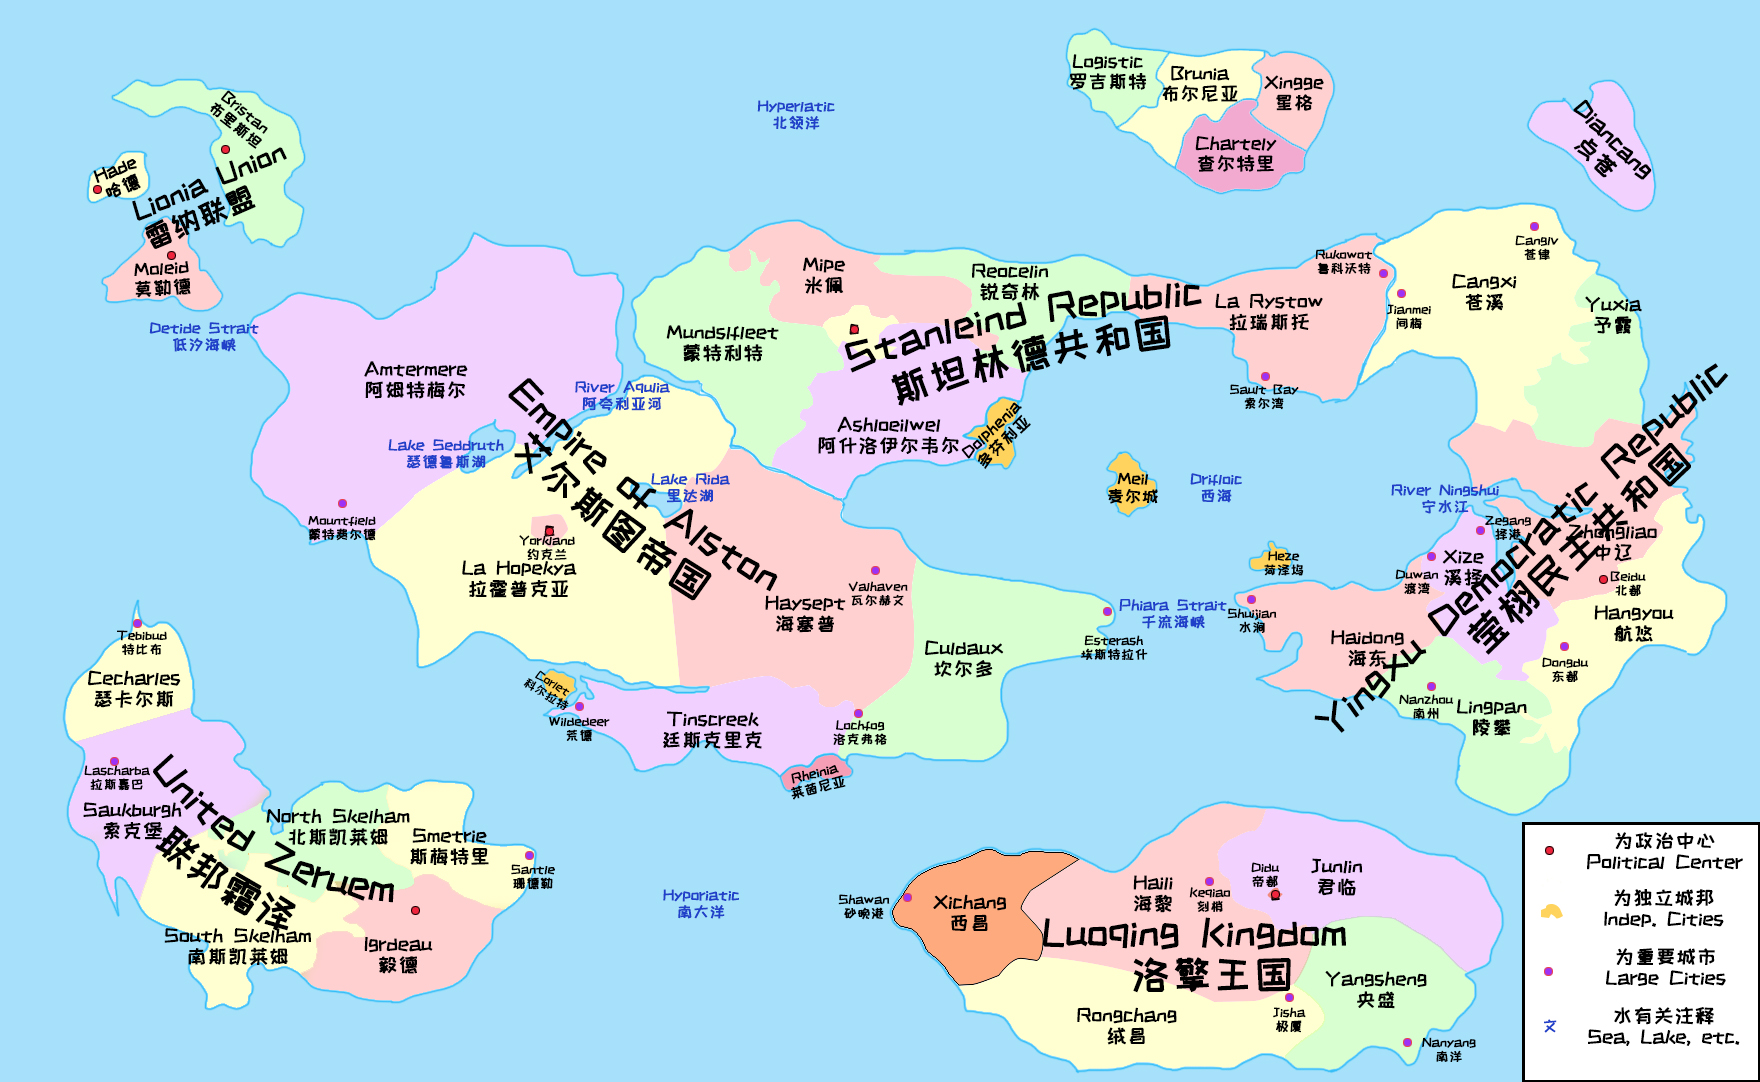 Logistic
罗吉斯特
Brunia
布尔尼亚
Xingge
星格
Chartely
查尔特里
Diancang
点苍
Hyperlatic
北领洋
Bristan
布里斯坦
Hade
哈德
Lionia Union
雷纳联盟
Moleid
莫勒德
Detide Strait
低汐海峡
Amtermere
阿姆特梅尔
Mundslfleet
蒙特利特
Mipe
米佩
Reocelin
锐奇林
Stanleind Republic
斯坦林德共和国
La Rystow
拉瑞斯托
Rukowot
鲁科沃特
Jianmei
间梅
Canglv
苍律
Cangxi
苍溪
Yuxia
予霞
Sault Bay
索尔湾
River Aqulia
阿夸利亚河
Ashloeilwel
阿什洛伊尔韦尔
Dolphenia
多芬利亚
Lake Seddruth
瑟德鲁斯湖
Empire of Alston
艾尔斯图帝国
Lake Rida
里达湖
Meil
麦尔城
Drifloic
西海
River Ningshui
宁水江
Mountfield
蒙特费尔德
Yorkland
约克兰
La Hopekya
拉霍普克亚
Haysept
海塞普
Valhaven
瓦尔赫文
Culdaux
坎尔多
Phiara Strait
千流海峡
Esterash
埃斯特拉什
Heze
菏泽坞
Shuijian
水涧
Zegang
择港
Xize
溪择
Duwan
渡湾
Zhongliao
中辽
Beidu
北都
Hangyou
航悠
Haidong
海东
Dongdu
东都
Nanzhou
南州
Lingpan
陵攀
Yingxu Democratic Republic
莹栩民主共和国
Tebibud
特比布
Cecharles
瑟卡尔斯
Corlet
科尔拉特
Wildedeer
荒德
Tinscreek
廷斯克里克
Lochfog
洛克弗格
Rheinia
莱茵尼亚
Lascharba
拉斯嘉巴
Saukburgh
索克堡
United Zeruem
联邦霜泽
North Skelham
北斯凯莱姆
Smetrie
斯梅特里
Santle
珊德勒
South Skelham
南斯凯莱姆
Igrdeau
毅德
Hyporiatic
南大洋
Shawan
砂晚港
Xichang
西昌
Haili
海黎
Keqiao
刻梢
Didu
帝都
Junlin
君临
Luoqing Kingdom
洛擎王国
Yangsheng
央盛
Rongchang
绒昌
Jisha
极厦
Nanyang
南洋
为政治中心
Political Center
为独立城邦
Indep. Cities
为重要城市
Large Cities
文
水有关注释
Sea, Lake, etc.